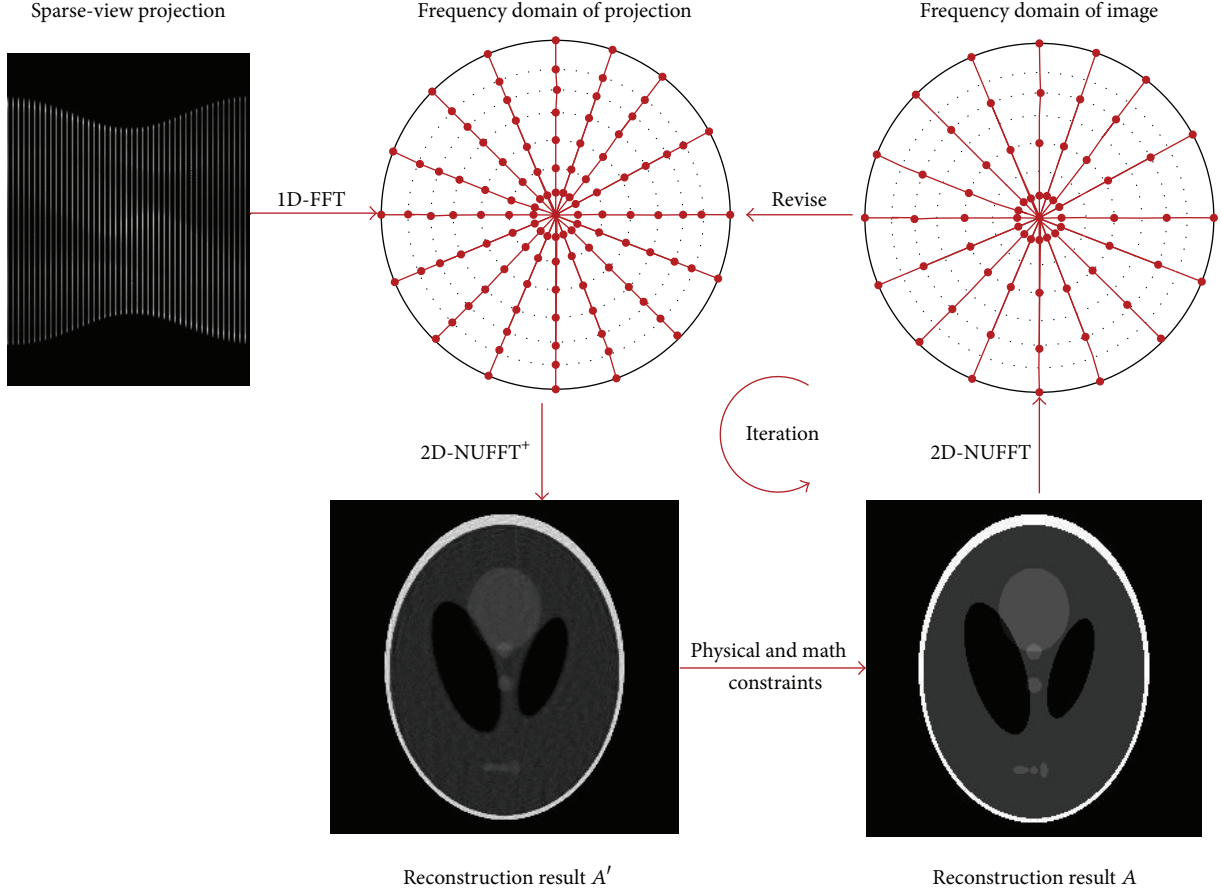 Sparse-view projection
Frequency domain of projection
Frequency domain of image
1D-FFT
Revise
2D-NUFFT⁺
Iteration
2D-NUFFT
Physical and math
constraints
Reconstruction result A′
Reconstruction result A